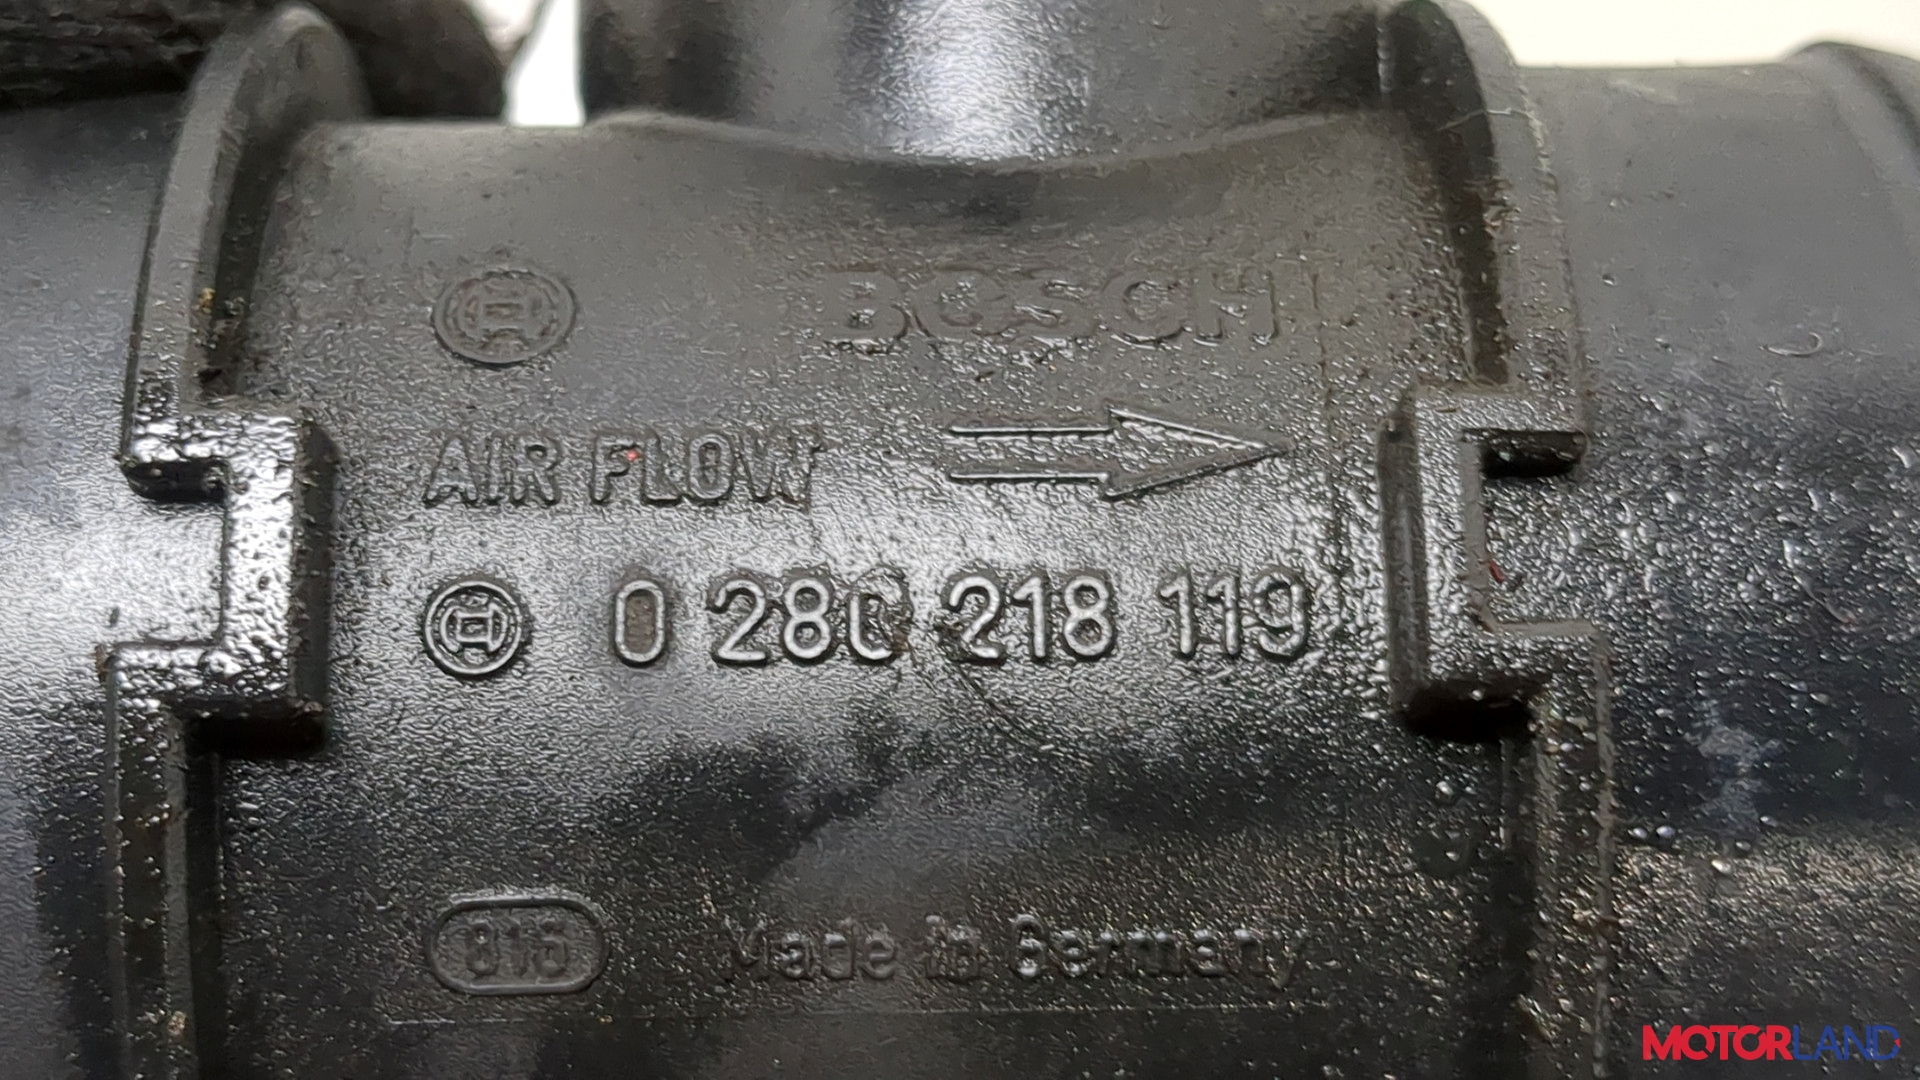 BOSCH
AIR FLOW
0 280 218 119
816 Made in Germany
MOTORLAND